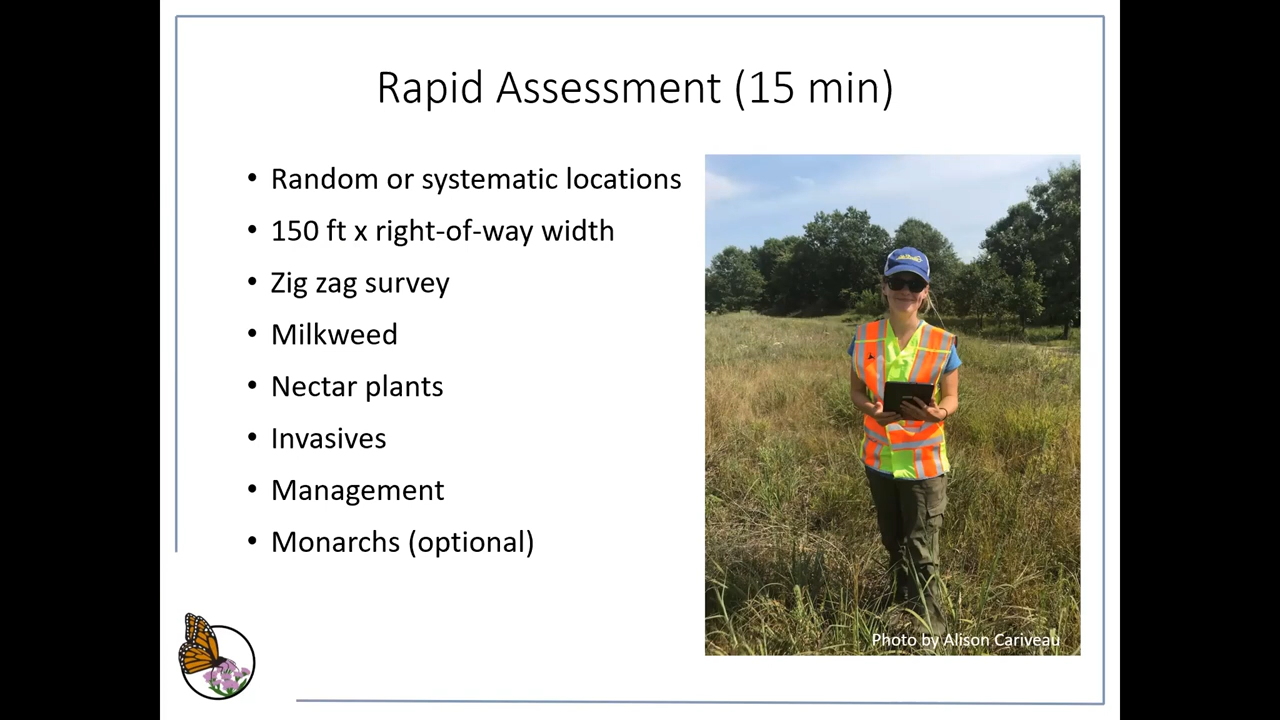 Rapid Assessment (15 min)
• Random or systematic locations
• 150 ft x right-of-way width
• Zig zag survey
• Milkweed
• Nectar plants
• Invasives
• Management
• Monarchs (optional)
Photo by Alison Cariveau